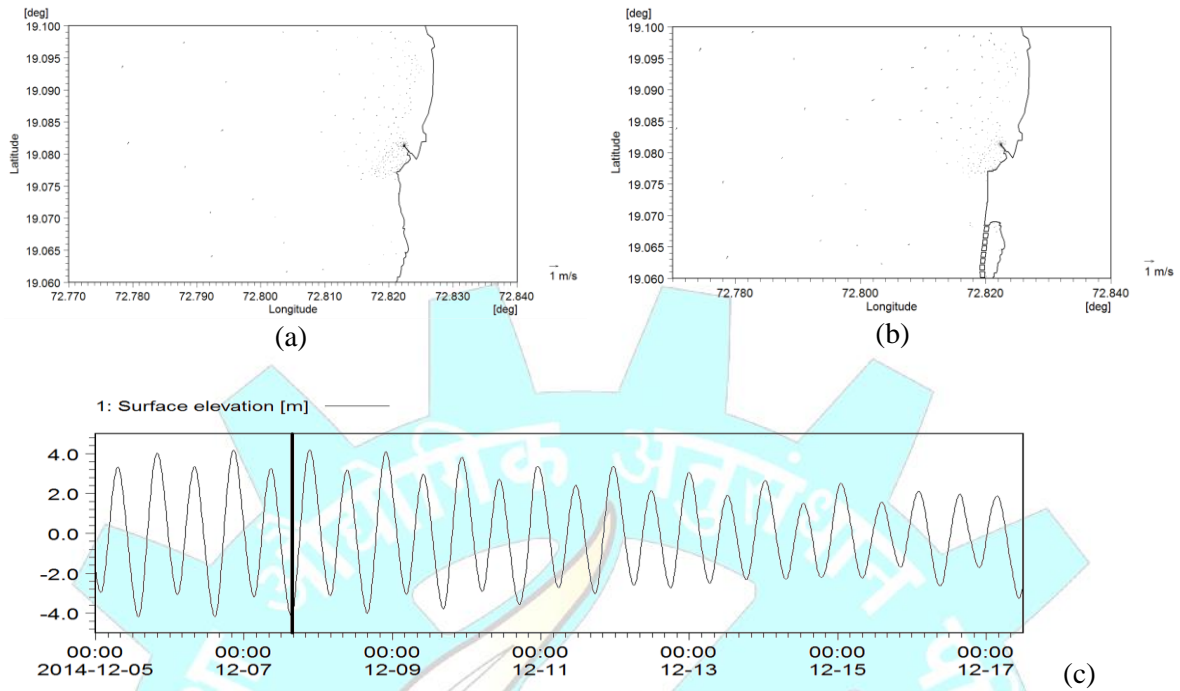 [deg]
19.100
19.095
19.090
19.085
19.080
19.075
19.070
19.065
19.060
Latitude
72.770 72.780 72.790 72.800 72.810 72.820 72.830 72.840
Longitude [deg]
1 m/s
(a)
[deg]
19.100
19.095
19.090
19.085
19.080
19.075
19.070
19.065
19.060
Latitude
72.780 72.800 72.820 72.840
Longitude [deg]
1 m/s
(b)
1: Surface elevation [m]
4.0
2.0
0.0
-2.0
-4.0
00:00 00:00 00:00 00:00 00:00 00:00 00:00
2014-12-05 12-07 12-09 12-11 12-13 12-15 12-17
(c)
औद्योगिक अनुसंधान